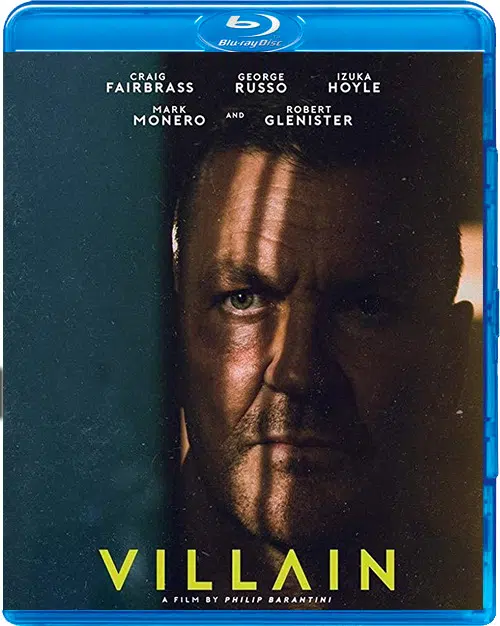 Blu-ray Disc
CRAIG FAIRBRASS
GEORGE RUSSO
IZUKA HOYLE
MARK MONERO
AND
ROBERT GLENISTER
VILLAIN
A FILM BY PHILIP BARANTINI